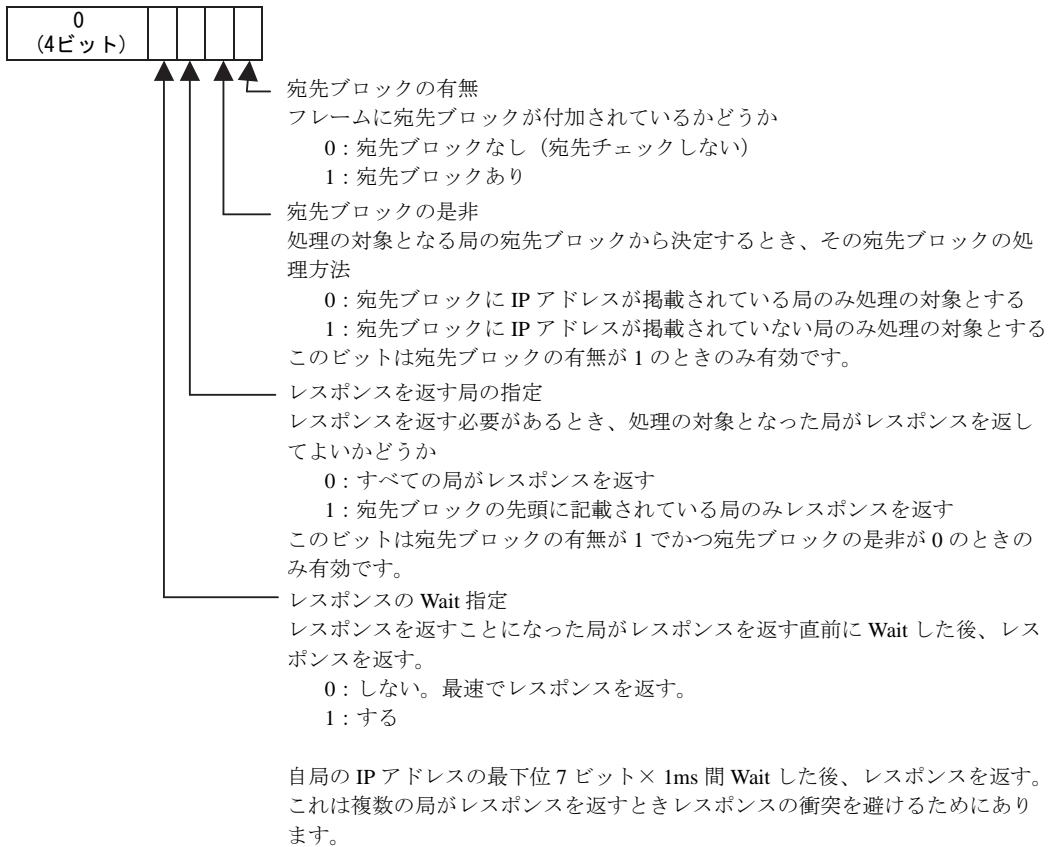 0
(4ビット)
宛先ブロックの有無
フレームに宛先ブロックが付加されているかどうか
0：宛先ブロックなし（宛先チェックしない）
1：宛先ブロックあり
宛先ブロックの是非
処理の対象となる局の宛先ブロックから決定するとき、その宛先ブロックの処
理方法
0：宛先ブロックに IP アドレスが掲載されている局のみ処理の対象とする
1：宛先ブロックに IP アドレスが掲載されていない局のみ処理の対象とする
このビットは宛先ブロックの有無が 1 のときのみ有効です。
レスポンスを返す局の指定
レスポンスを返す必要があるとき、処理の対象となった局がレスポンスを返し
てよいかどうか
0：すべての局がレスポンスを返す
1：宛先ブロックの先頭に記載されている局のみレスポンスを返す
このビットは宛先ブロックの有無が 1 でかつ宛先ブロックの是非が 0 のときの
み有効です。
レスポンスの Wait 指定
レスポンスを返すことになった局がレスポンスを返す直前に Wait した後、レス
ポンスを返す。
0：しない。最速でレスポンスを返す。
1：する
自局の IP アドレスの最下位 7 ビット× 1ms 間 Wait した後、レスポンスを返す。
これは複数の局がレスポンスを返すときレスポンスの衝突を避けるためにあり
ます。